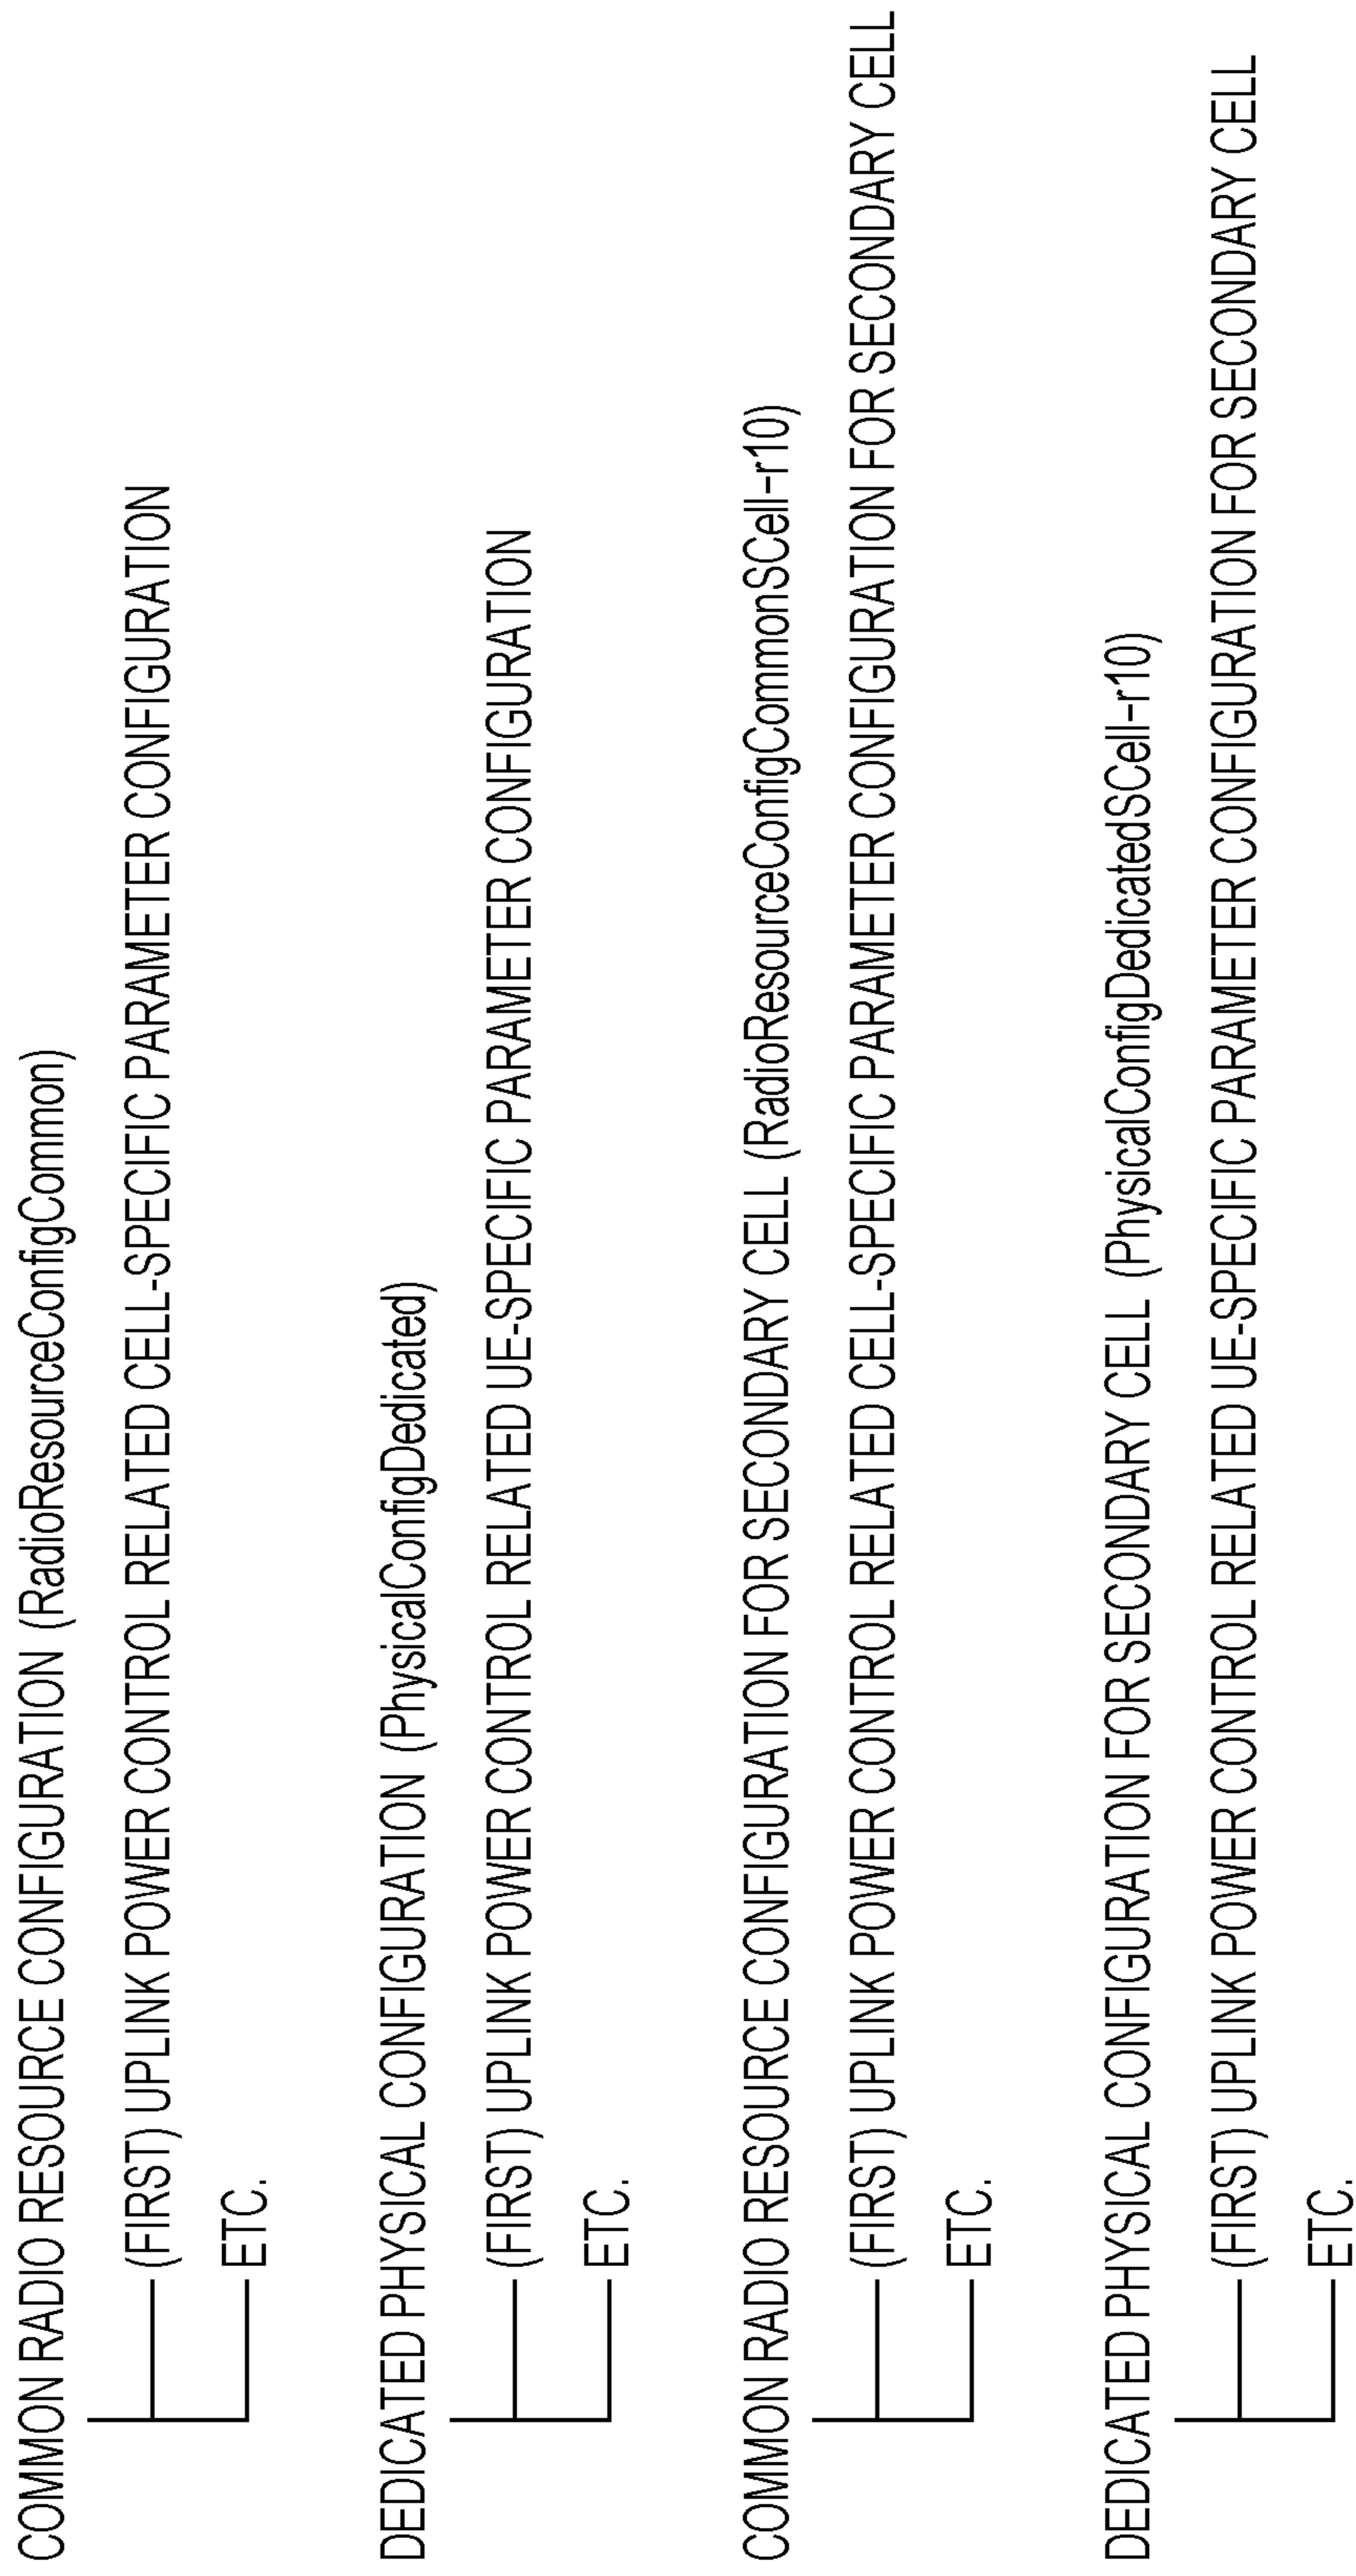 COMMON RADIO RESOURCE CONFIGURATION (RadioResourceConfigCommon)
(FIRST) UPLINK POWER CONTROL RELATED CELL-SPECIFIC PARAMETER CONFIGURATION
ETC.
DEDICATED PHYSICAL CONFIGURATION (PhysicalConfigDedicated)
(FIRST) UPLINK POWER CONTROL RELATED UE-SPECIFIC PARAMETER CONFIGURATION
ETC.
COMMON RADIO RESOURCE CONFIGURATION FOR SECONDARY CELL (RadioResourceConfigCommonSCell-r10)
(FIRST) UPLINK POWER CONTROL RELATED CELL-SPECIFIC PARAMETER CONFIGURATION FOR SECONDARY CELL
ETC.
DEDICATED PHYSICAL CONFIGURATION FOR SECONDARY CELL (PhysicalConfigDedicatedSCell-r10)
(FIRST) UPLINK POWER CONTROL RELATED UE-SPECIFIC PARAMETER CONFIGURATION FOR SECONDARY CELL
ETC.